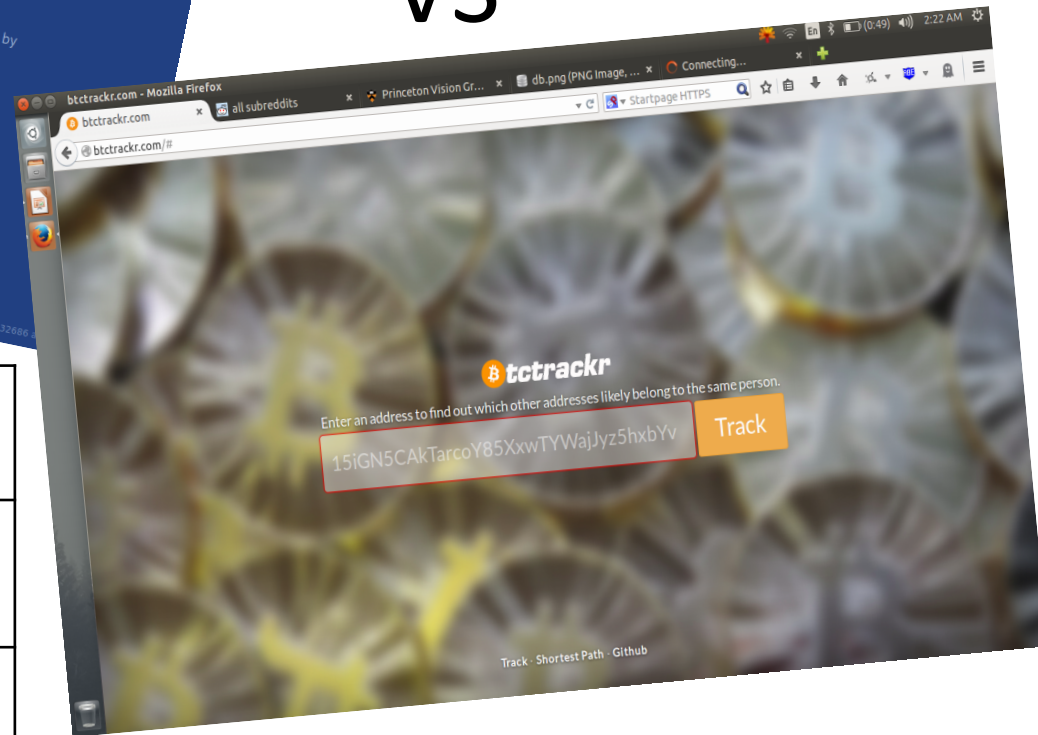 vs
by
32686
En
(0:49)
2:22 AM
btctrackr.com - Mozilla Firefox
btctrackr.com
all subreddits
Princeton Vision Gr...
db.png (PNG Image, ...
Connecting...
btctrackr.com/#
Startpage HTTPS
btctrackr
Enter an address to find out which other addresses likely belong to the same person.
15iGN5CAkTarcoY85XxwTYWajJyz5hxbYv
Track
Track · Shortest Path · Github